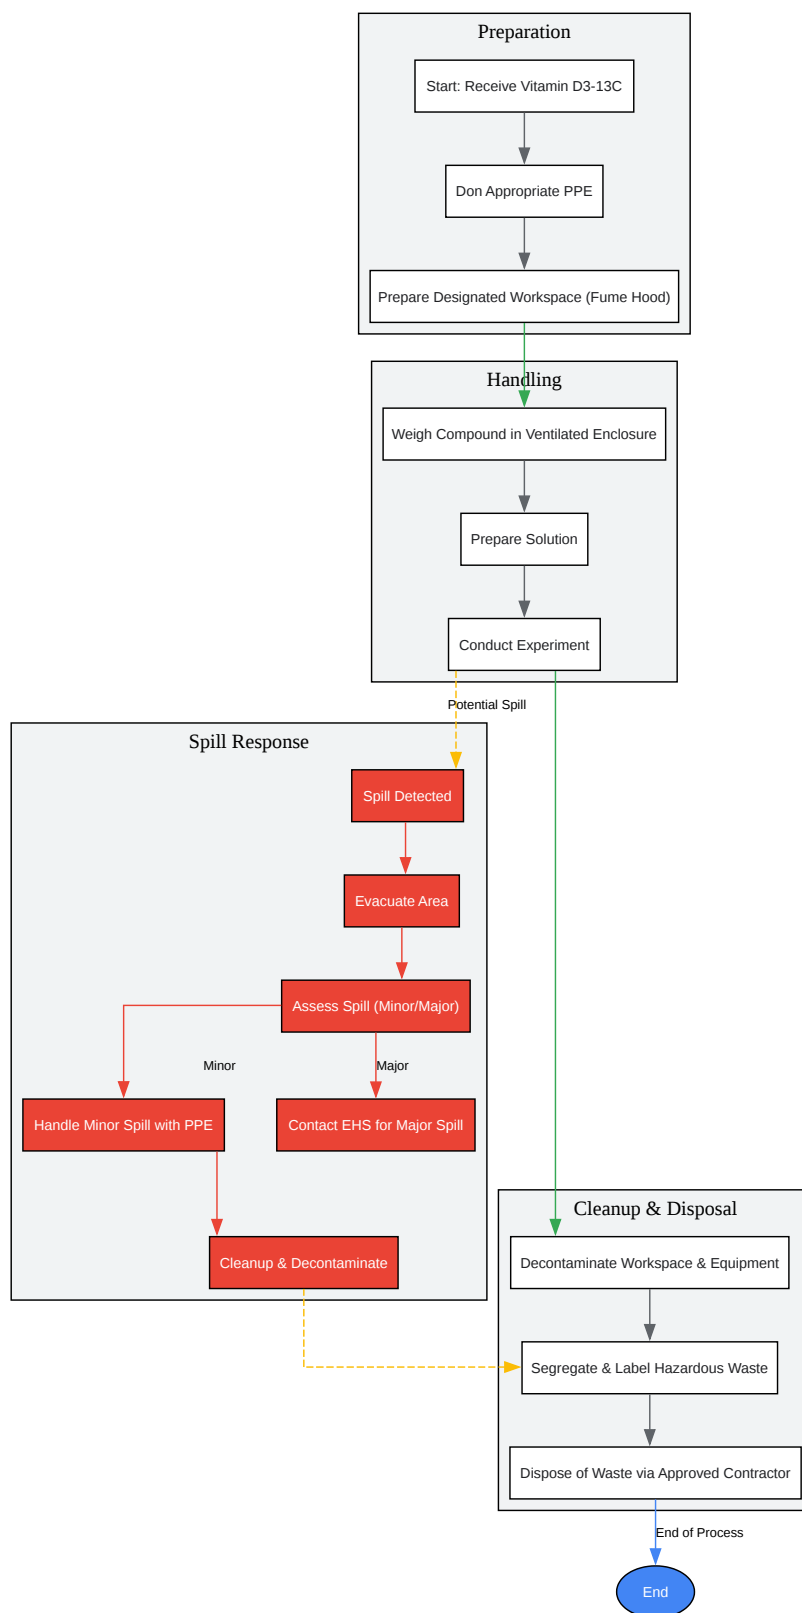 Preparation
Start: Receive Vitamin D3-13C
Don Appropriate PPE
Prepare Designated Workspace (Fume Hood)
Handling
Weigh Compound in Ventilated Enclosure
Prepare Solution
Conduct Experiment
Potential Spill
Spill Response
Spill Detected
Evacuate Area
Assess Spill (Minor/Major)
Minor
Major
Handle Minor Spill with PPE
Contact EHS for Major Spill
Cleanup & Decontaminate
Cleanup & Disposal
Decontaminate Workspace & Equipment
Segregate & Label Hazardous Waste
Dispose of Waste via Approved Contractor
End of Process
End